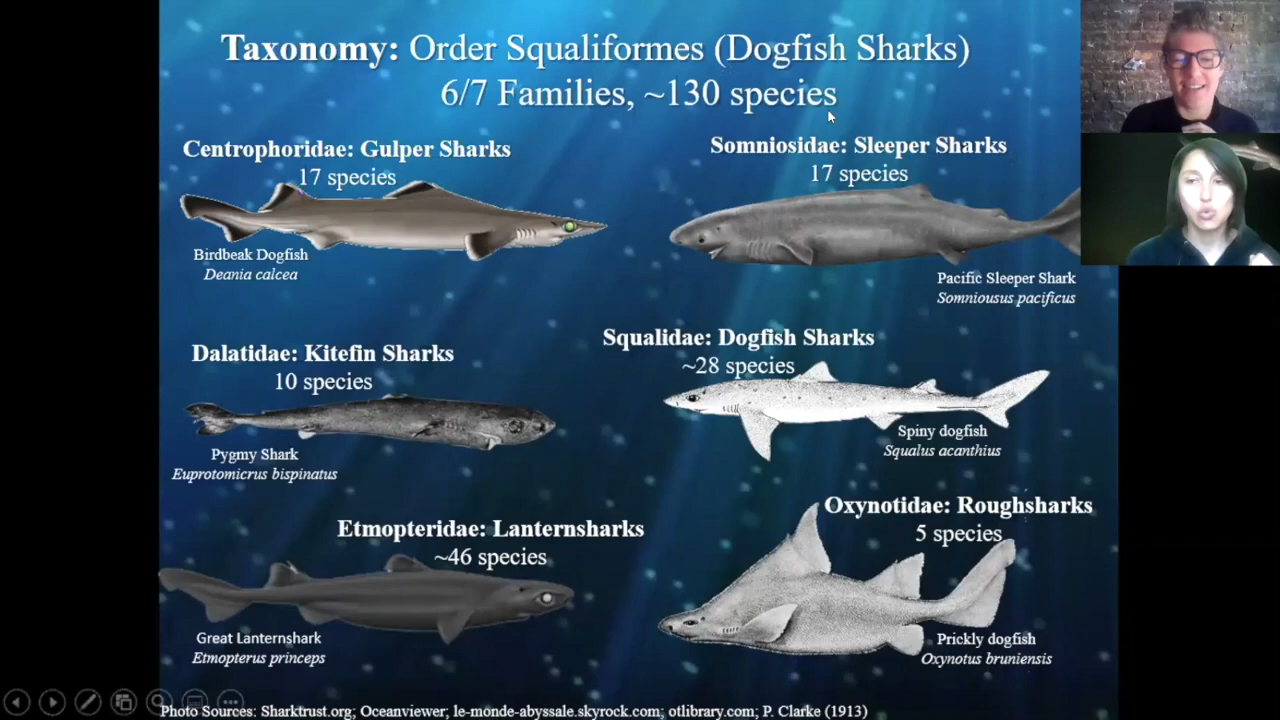 Taxonomy: Order Squaliformes (Dogfish Sharks)
6/7 Families, ~130 species
Centrophoridae: Gulper Sharks
17 species
Birdbeak Dogfish
Deania calcea
Somniosidae: Sleeper Sharks
17 species
Pacific Sleeper Shark
Somniousus pacificus
Dalatidae: Kitefin Sharks
10 species
Pygmy Shark
Euprotomicrus bispinatus
Squalidae: Dogfish Sharks
~28 species
Spiny dogfish
Squalus acanthius
Etmopteridae: Lanternsharks
~46 species
Great Lanternshark
Etmopterus princeps
Oxynotidae: Roughsharks
5 species
Prickly dogfish
Oxynotus bruniensis
Photo Sources: Sharktrust.org; Oceanviewer; le-monde-abyssale.skyrock.com; otlibrary.com; P. Clarke (1913)